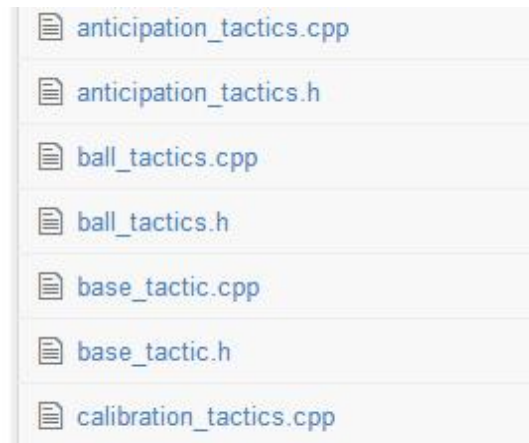 anticipation_tactics.cpp
anticipation_tactics.h
ball_tactics.cpp
ball_tactics.h
base_tactic.cpp
base_tactic.h
calibration_tactics.cpp